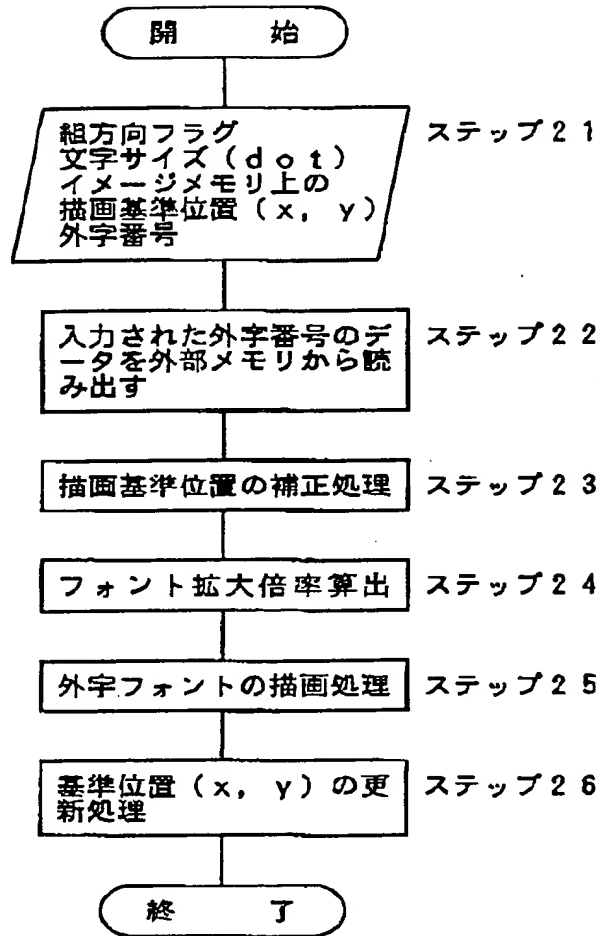 開 始
組方向フラグ ステップ21
文字サイズ(dot)
イメージメモリ上の
描画基準位置(x,y)
外字番号
入力された外字番号のデ ステップ22
ータを外部メモリから読
み出す
描画基準位置の補正処理 ステップ23
フォント拡大倍率算出 ステップ24
外字フォントの描画処理 ステップ25
基準位置(x,y)の更 ステップ26
新処理
終 了